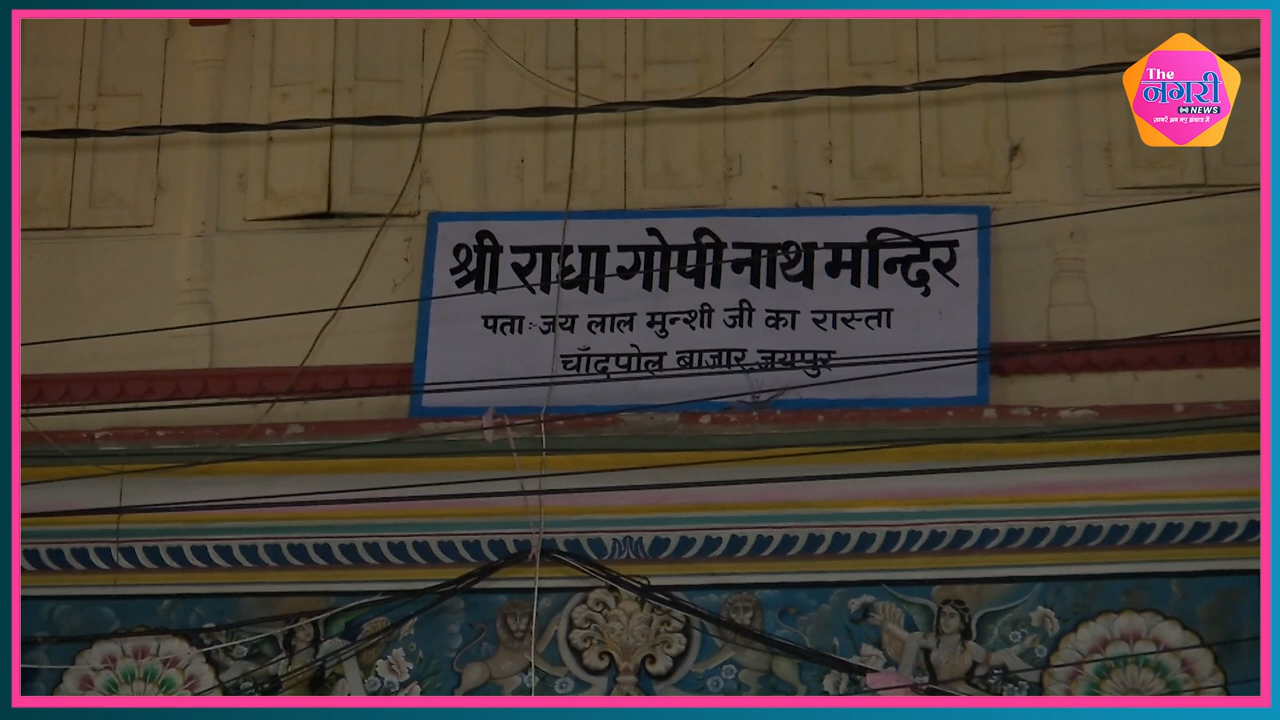 The
नगरी
NEWS
श्री राधा गोपीनाथ मन्दिर
पताः जय लाल मुन्शी जी का रास्ता
चाँदपोल बाजार, जयपुर